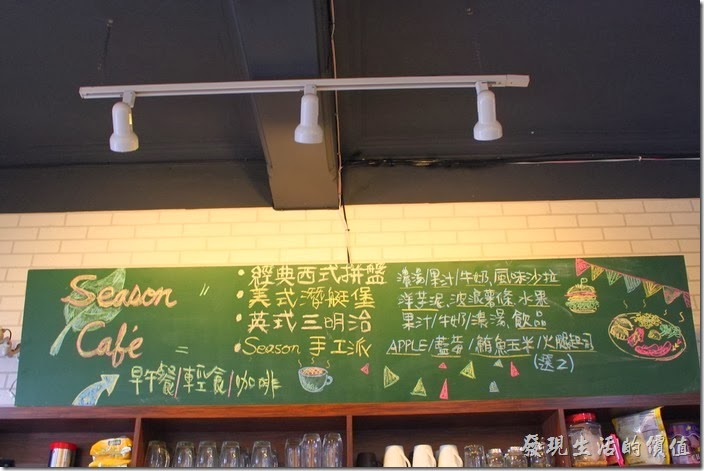 Season
Café
早午餐/輕食/咖啡
・經典西式拼盤 濃湯/果汁/牛奶,風味沙拉
・美式潛艇堡 洋芋泥,波浪薯條,水果
・英式三明治 果汁/牛奶/濃湯,飲品
・Season 手工派 APPLE/藍莓/鮪魚玉米/火腿起司
(選2)
發現生活的價值